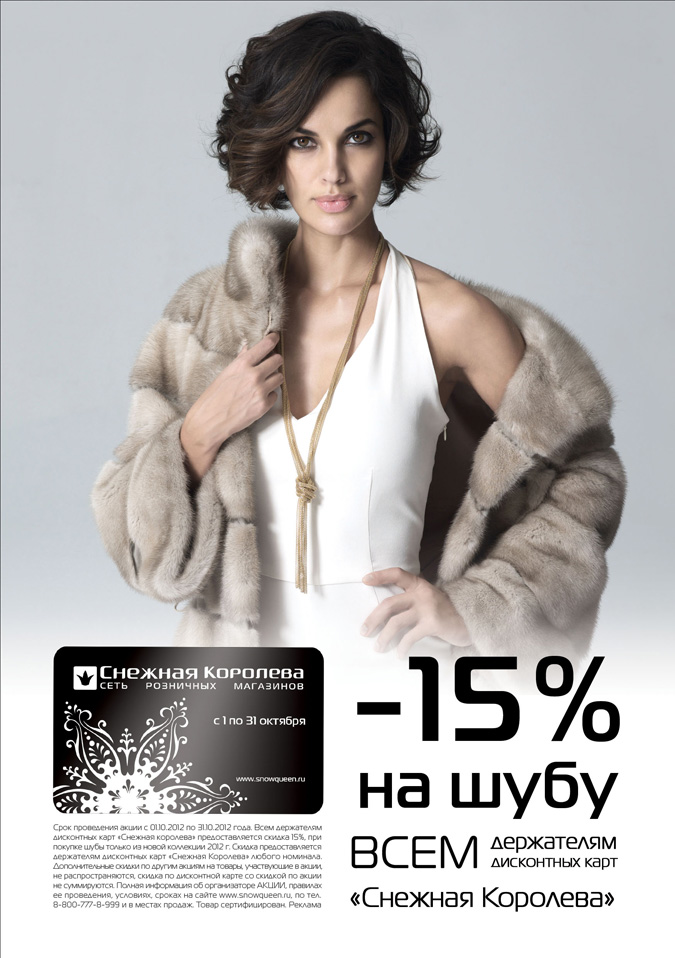 Снежная Королева
СЕТЬ РОЗНИЧНЫХ МАГАЗИНОВ
с 1 по 31 октября
www.snowqueen.ru
Срок проведения акции с 01.10.2012 по 31.10.2012 года. Всем держателям
дисконтных карт «Снежная королева» предоставляется скидка 15%, при
покупке шубы только из новой коллекции 2012 г. Скидка предоставляется
держателям дисконтных карт «Снежная Королева» любого номинала.
Дополнительные скидки по другим акциям на товары, участвующие в акции,
не распространяются, скидка по дисконтной карте со скидкой по акции
не суммируются. Полная информация об организаторе АКЦИИ, правилах
ее проведения, условиях, сроках на сайте www.snowqueen.ru, по тел.
8-800-777-8-999 и в местах продаж. Товар сертифицирован. Реклама
-15%
на шубу
ВСЕМ держателям
дисконтных карт
«Снежная Королева»